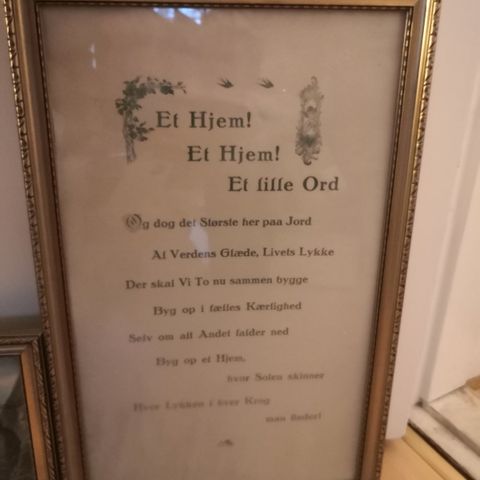 Et Hjem!
Et Hjem!
Et lille Ord
Og dog det Største her paa Jord
Af Verdens Glæde, Livets Lykke
Der skal Vi To nu sammen bygge
Byg op i fælles Kærlighed
Selv om alt Andet falder ned
Byg op et Hjem,
hvor Solen skinner
Hvor Lykken i hver Krog
man finder!